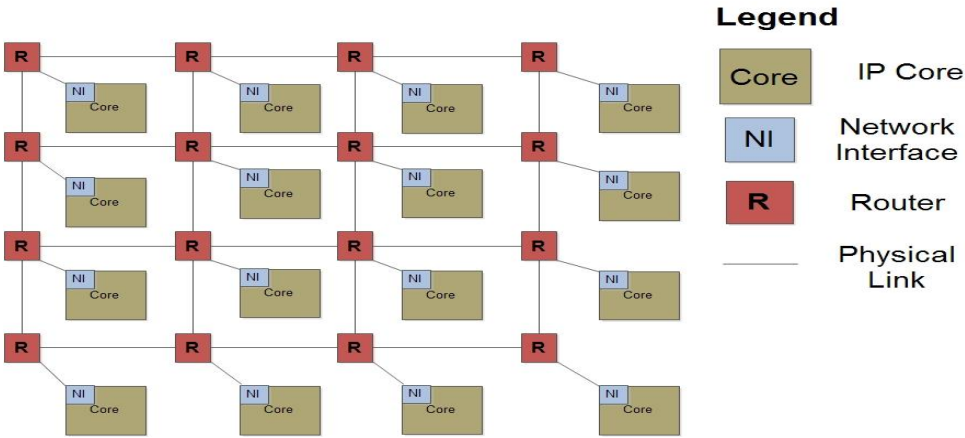 Legend
R R R R
NI NI NI NI
Core Core Core Core
R R R R
NI NI NI NI
Core Core Core Core
R R R R
NI NI NI NI
Core Core Core Core
R R R R
NI NI NI NI
Core Core Core Core
Core IP Core
NI Network
Interface
R Router
Physical
Link